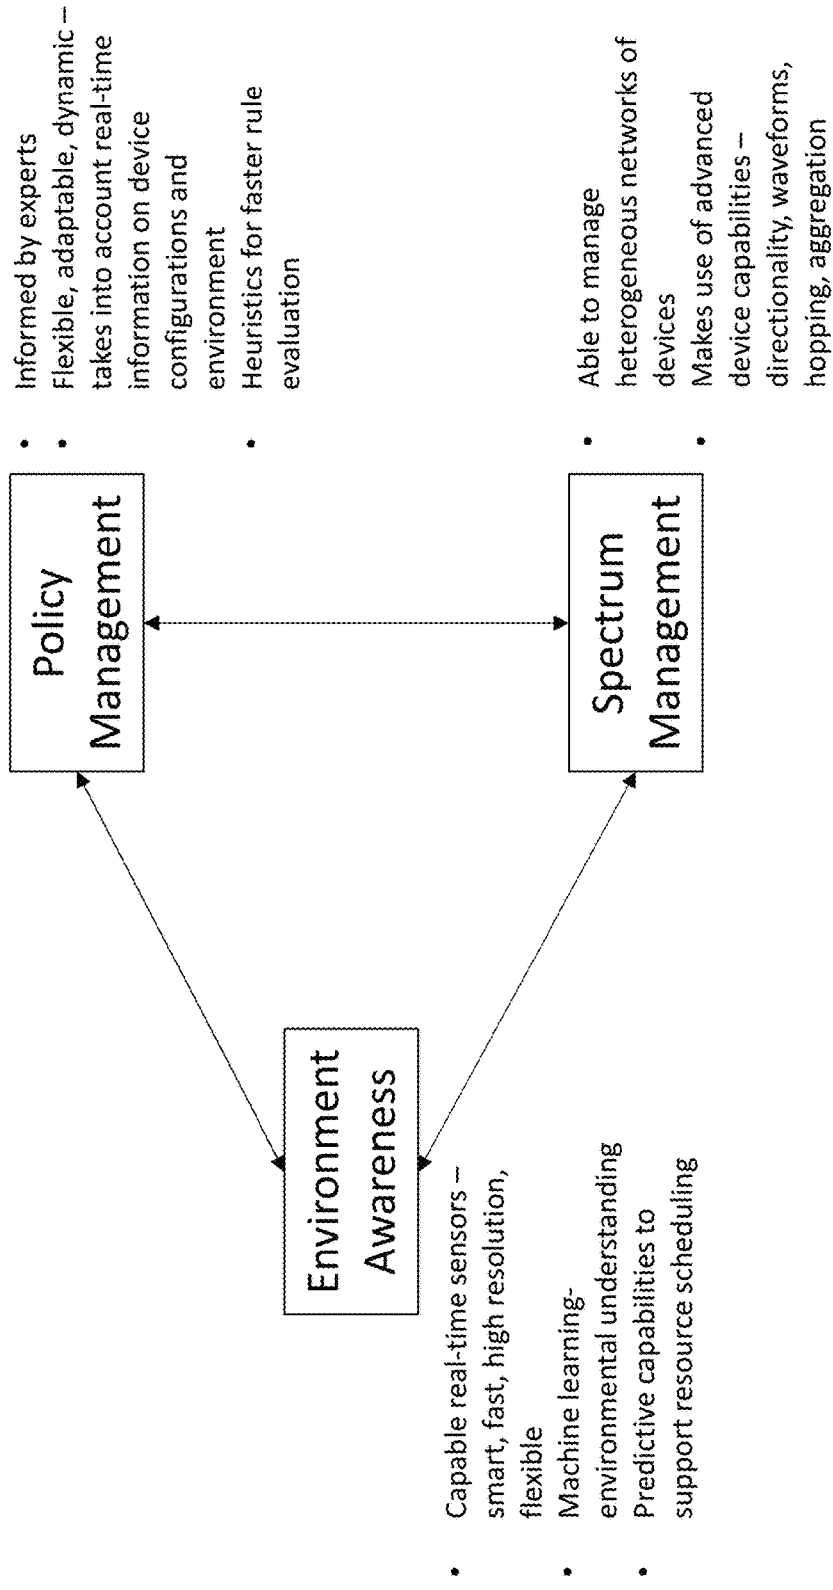 Policy
Management
• Informed by experts
• Flexible, adaptable, dynamic –
takes into account real-time
information on device
configurations and
environment
• Heuristics for faster rule
evaluation
Environment
Awareness
• Capable real-time sensors –
smart, fast, high resolution,
flexible
• Machine learning-
environmental understanding
• Predictive capabilities to
support resource scheduling
Spectrum
Management
• Able to manage
heterogeneous networks of
devices
• Makes use of advanced
device capabilities –
directionality, waveforms,
hopping, aggregation